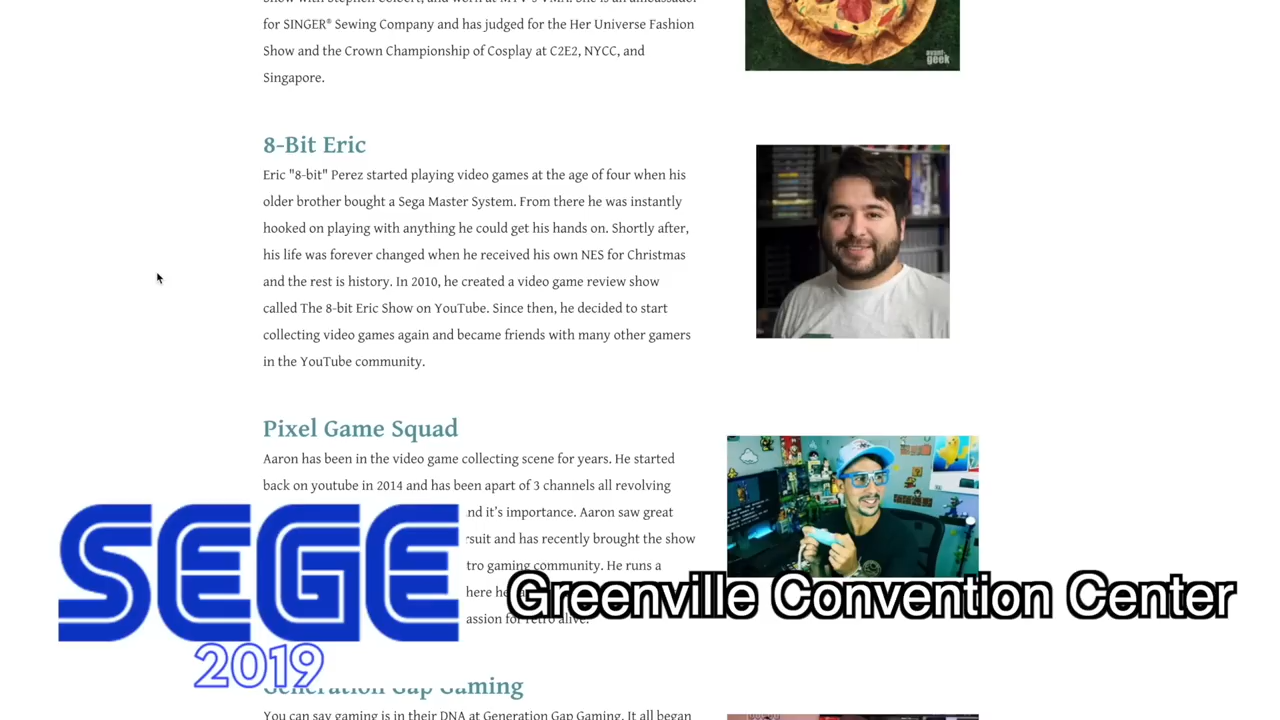 Show with Stephen Colbert, and work at MTV's VMA. She is an ambassador
for SINGER® Sewing Company and has judged for the Her Universe Fashion
Show and the Crown Championship of Cosplay at C2E2, NYCC, and
Singapore.
avant geek
8-Bit Eric
Eric "8-bit" Perez started playing video games at the age of four when his
older brother bought a Sega Master System. From there he was instantly
hooked on playing with anything he could get his hands on. Shortly after,
his life was forever changed when he received his own NES for Christmas
and the rest is history. In 2010, he created a video game review show
called The 8-bit Eric Show on YouTube. Since then, he decided to start
collecting video games again and became friends with many other gamers
in the YouTube community.
Pixel Game Squad
Aaron has been in the video game collecting scene for years. He started
back on youtube in 2014 and has been apart of 3 channels all revolving
and it's importance. Aaron saw great
and has recently brought the show
gaming community. He runs a
where he
passion for retro alive.
SEGE
2019
Greenville Convention Center
Generation Gap Gaming
You can say gaming is in their DNA at Generation Gap Gaming. It all began